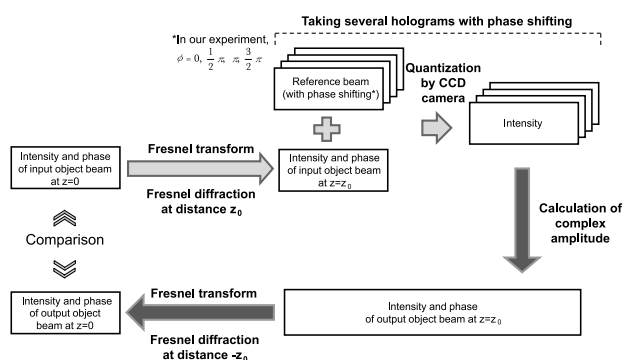 Taking several holograms with phase shifting
*In our experiment,
ϕ = 0, 1/2 π, π, 3/2 π
Reference beam
(with phase shifting*)
Quantization
by CCD
camera
Intensity
Intensity and phase
of input object beam
at z=0
Fresnel transform
Fresnel diffraction
at distance z₀
Intensity and phase
of input object beam
at z=z₀
Calculation of
complex
amplitude
Comparison
Intensity and phase
of output object
beam at z=0
Fresnel transform
Fresnel diffraction
at distance -z₀
Intensity and phase
of output object beam at z=z₀